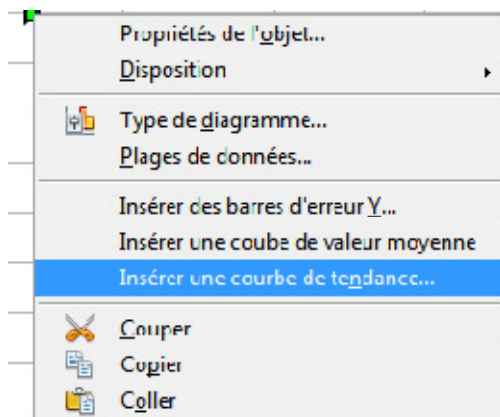 Propriétés de l'objet...
Disposition
Type de diagramme...
Plages de données...
Insérer des barres d'erreur Y...
Insérer une coube de valeur moyenne
Insérer une courbe de tendance...
Couper
Copier
Coller